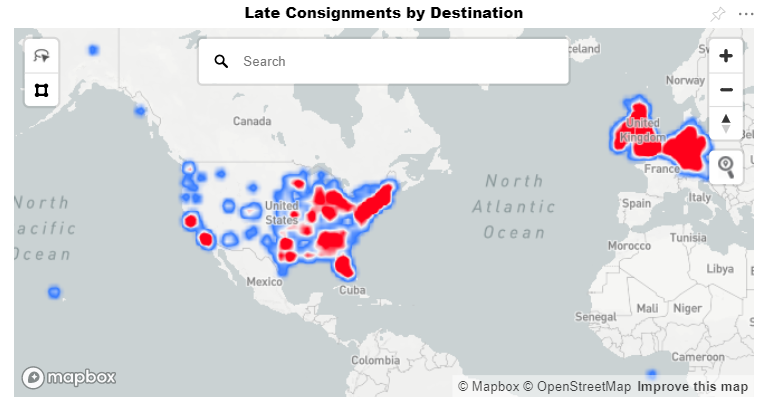 Late Consignments by Destination
Search
Canada
United
States
Mexico
Cuba
Colombia
North
Atlantic
Ocean
North
acific
Ocean
celand
Norway
United
Kingdom
France
Spain
Italy
Morocco
Tunisia
Libya
Mali
Niger
Senegal
Cameroon
mapbox
© Mapbox © OpenStreetMap Improve this map